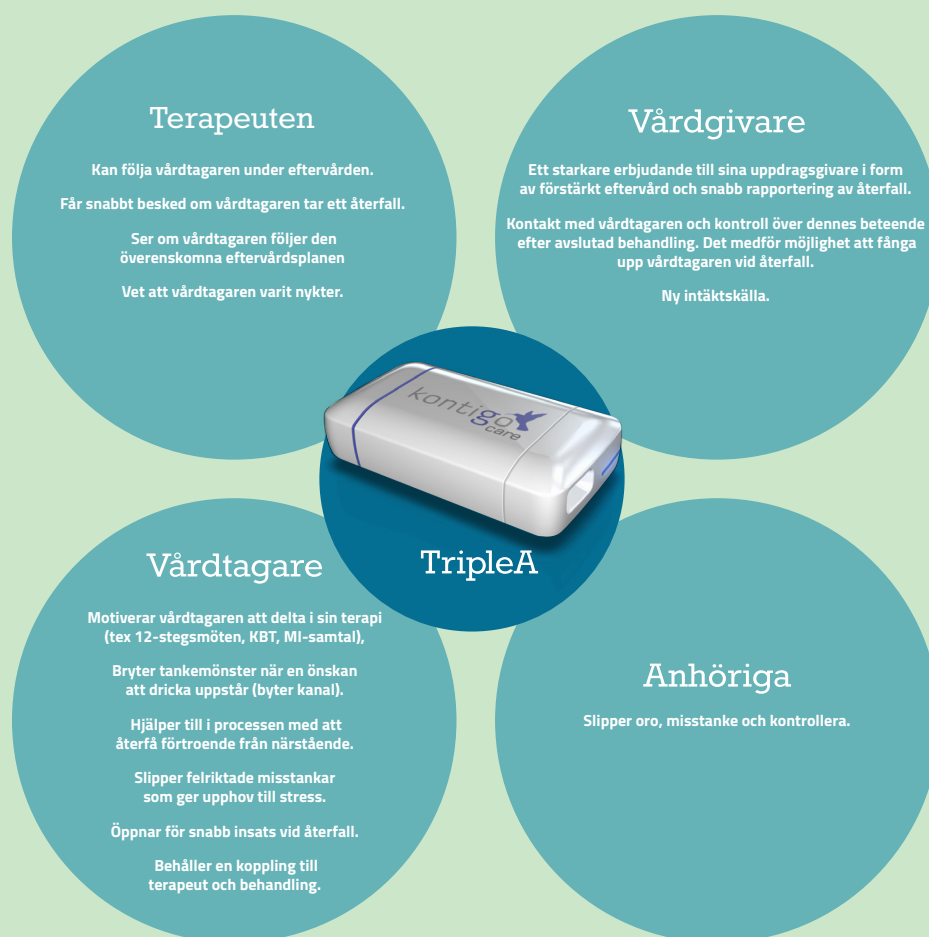 Terapeuten
Kan följa vårdtagaren under eftervården.
Får snabbt besked om vårdtagaren tar ett återfall.
Ser om vårdtagaren följer den
överenskomna eftervårdsplanen
Vet att vårdtagaren varit nykter.
Vårdgivare
Ett starkare erbjudande till sina uppdragsgivare i form
av förstärkt eftervård och snabb rapportering av återfall.
Kontakt med vårdtagaren och kontroll över dennes beteende
efter avslutad behandling. Det medför möjlighet att fånga
upp vårdtagaren vid återfall.
Ny intäktskälla.
kontigo
care
TripleA
Vårdtagare
Motiverar vårdtagaren att delta i sin terapi
(tex 12-stegsmöten, KBT, MI-samtal),
Bryter tankemönster när en önskan
att dricka uppstår (byter kanal).
Hjälper till i processen med att
återfå förtroende från närstående.
Slipper felriktade misstankar
som ger upphov till stress.
Öppnar för snabb insats vid återfall.
Behåller en koppling till
terapeut och behandling.
Anhöriga
Slipper oro, misstanke och kontrollera.